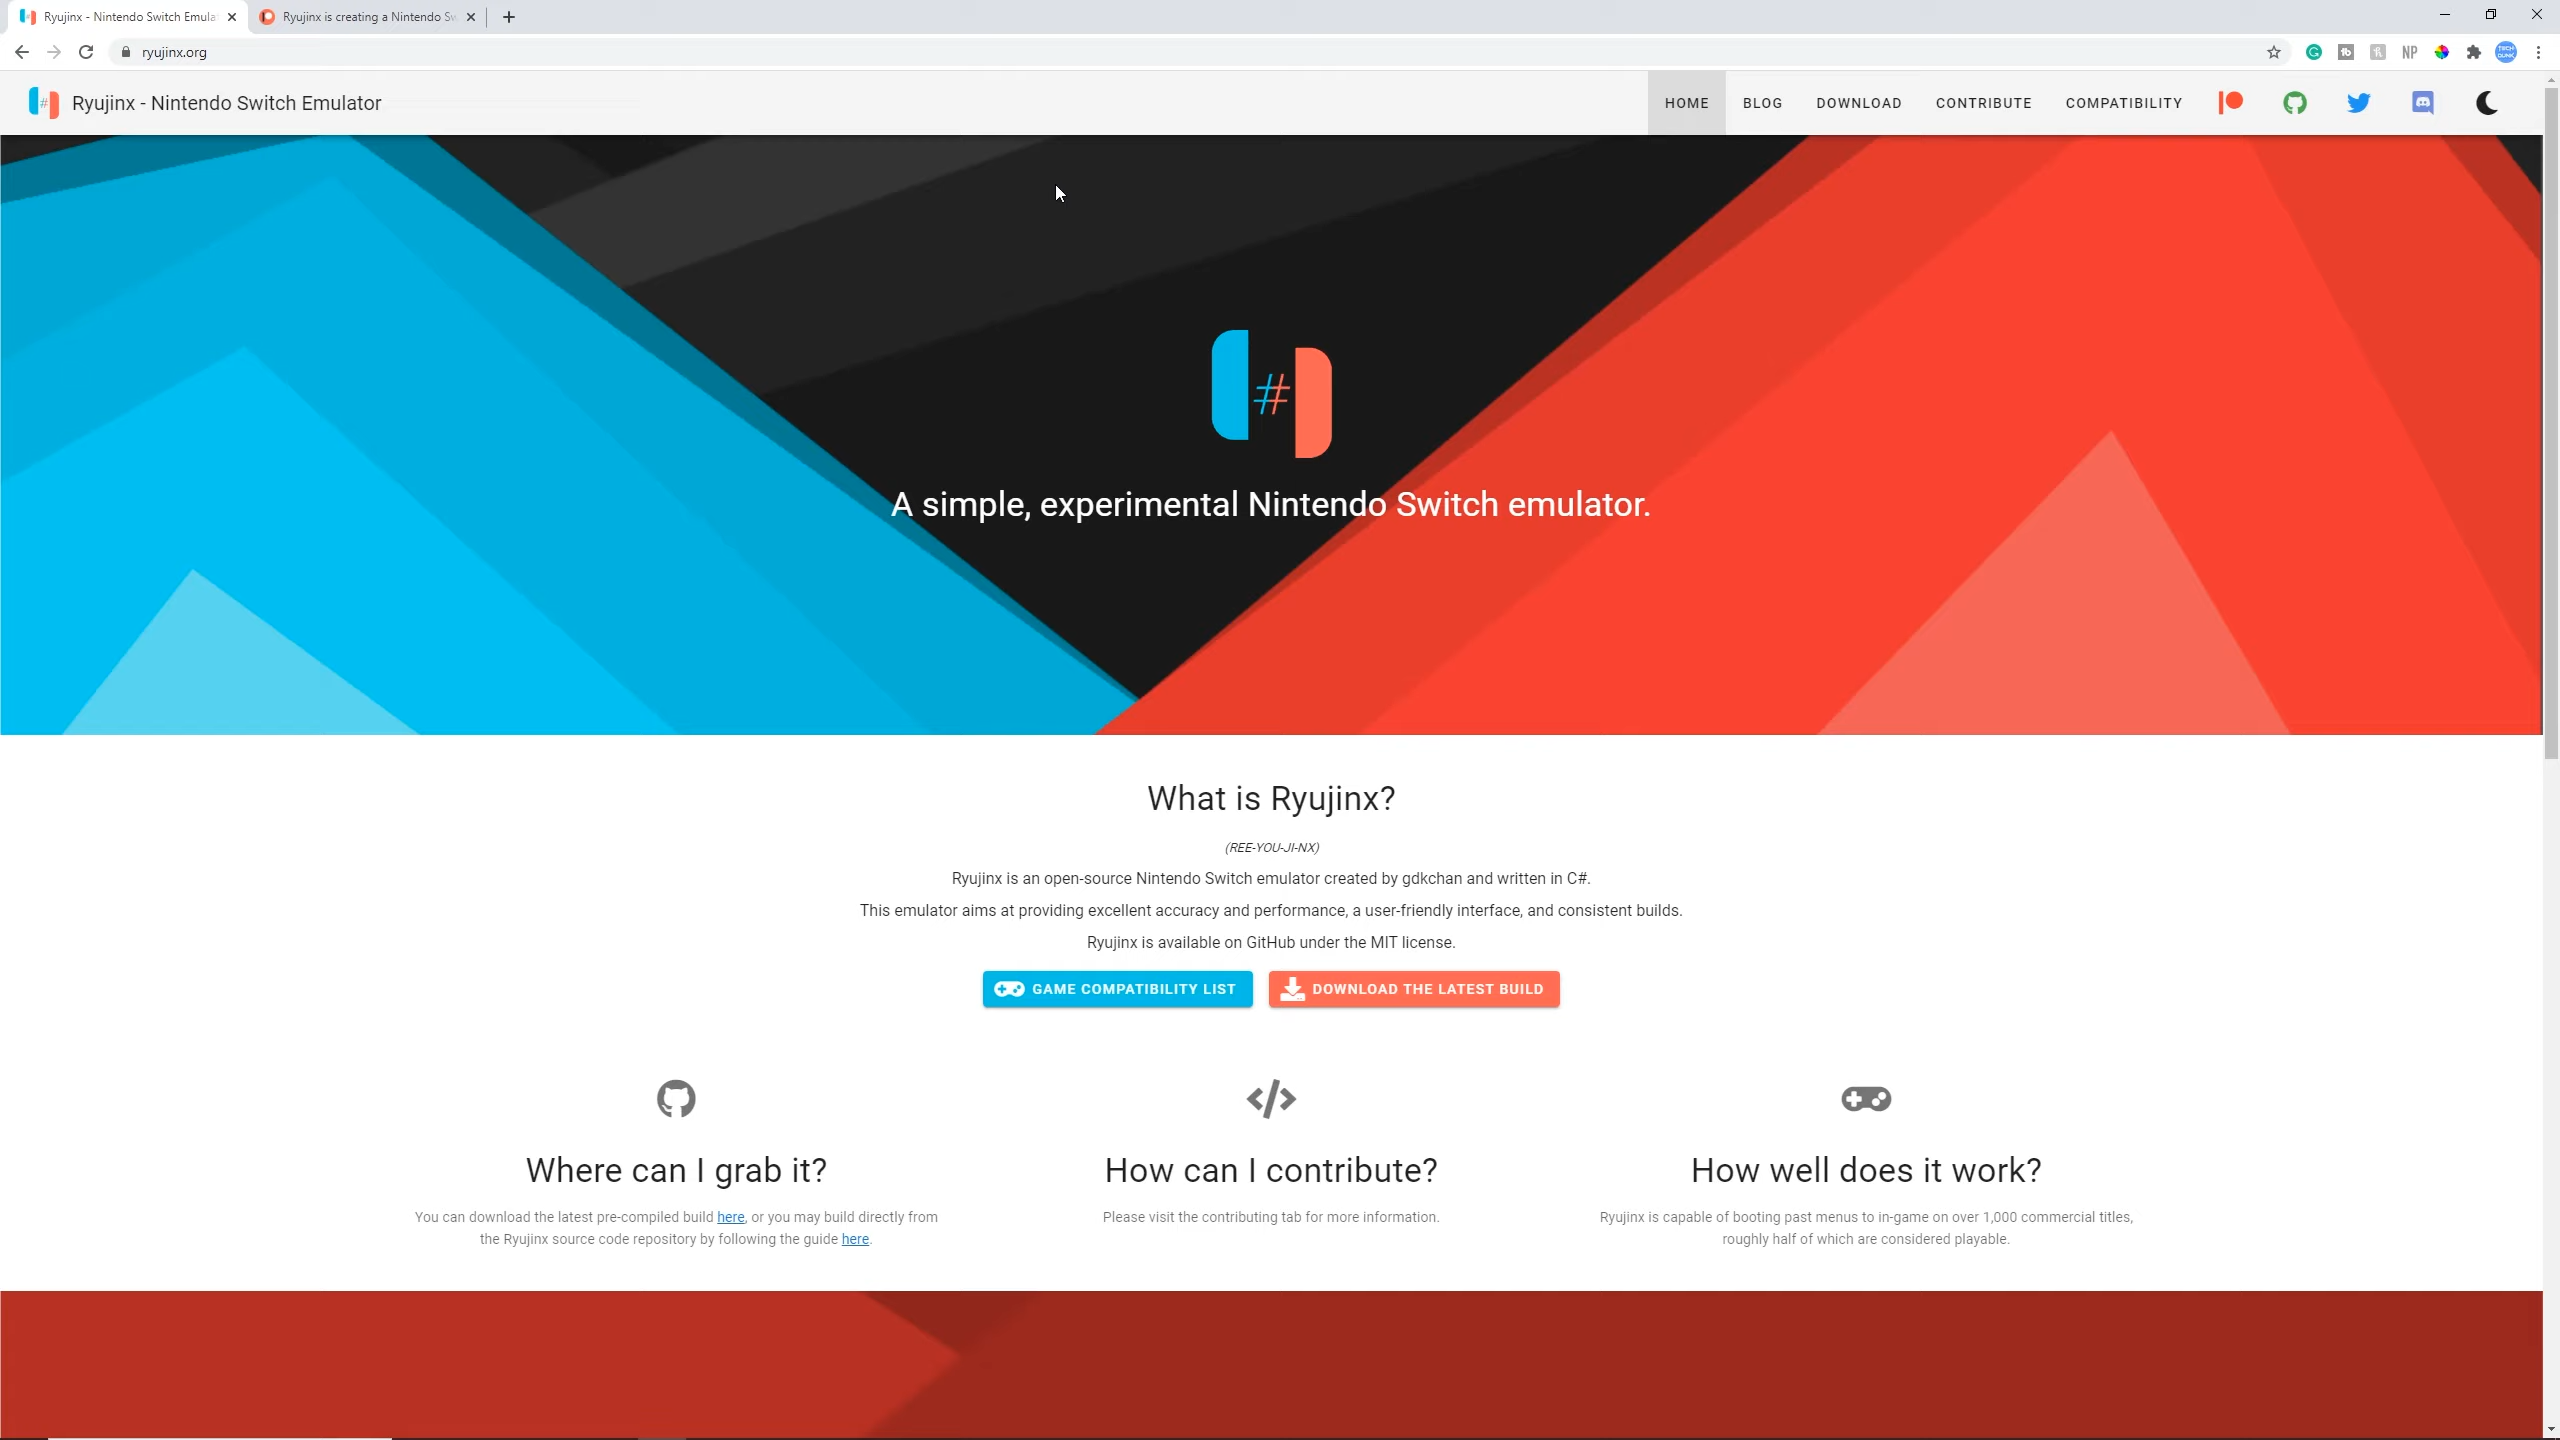 Ryujinx - Nintendo Switch Emula
Ryujinx is creating a Nintendo Sw
ryujinx.org
NP
TECH
DUNK
Ryujinx - Nintendo Switch Emulator
HOME
BLOG
DOWNLOAD
CONTRIBUTE
COMPATIBILITY
#
A simple, experimental Nintendo Switch emulator.
What is Ryujinx?
(REE-YOU-JI-NX)
Ryujinx is an open-source Nintendo Switch emulator created by gdkchan and written in C#.
This emulator aims at providing excellent accuracy and performance, a user-friendly interface, and consistent builds.
Ryujinx is available on GitHub under the MIT license.
GAME COMPATIBILITY LIST
DOWNLOAD THE LATEST BUILD
Where can I grab it?
You can download the latest pre-compiled build here, or you may build directly from
the Ryujinx source code repository by following the guide here.
How can I contribute?
Please visit the contributing tab for more information.
How well does it work?
Ryujinx is capable of booting past menus to in-game on over 1,000 commercial titles,
roughly half of which are considered playable.